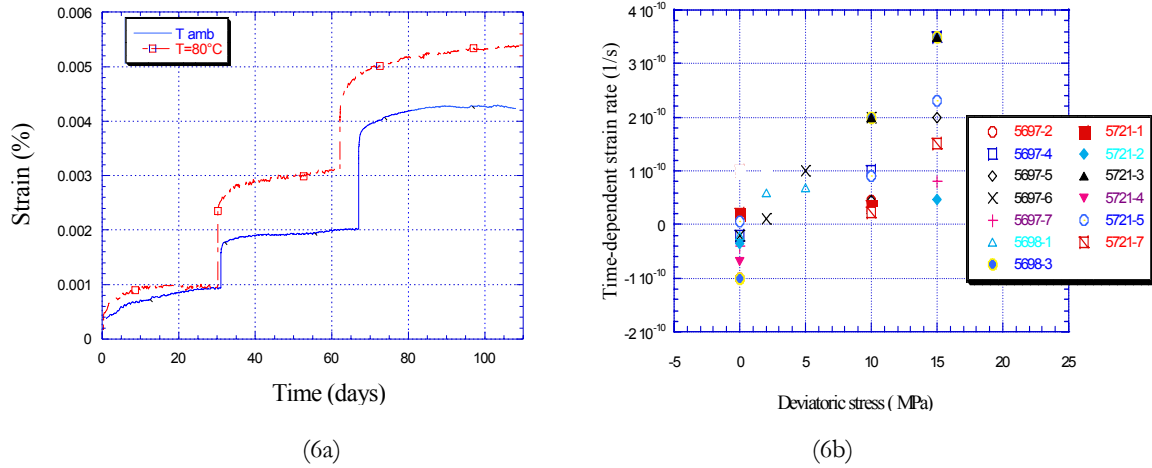 T amb
T=80°C
0.006
0.005
0.004
0.003
0.002
0.001
0
Strain (%)
0 20 40 60 80 100
Time (days)
(6a)
4 10⁻¹⁰
3 10⁻¹⁰
2 10⁻¹⁰
1 10⁻¹⁰
0
-1 10⁻¹⁰
-2 10⁻¹⁰
Time-dependent strain rate (1/s)
-5 0 5 10 15 20 25
Deviatoric stress ( MPa)
5697-2 5721-1
5697-4 5721-2
5697-5 5721-3
5697-6 5721-4
5697-7 5721-5
5698-1 5721-7
5698-3
(6b)